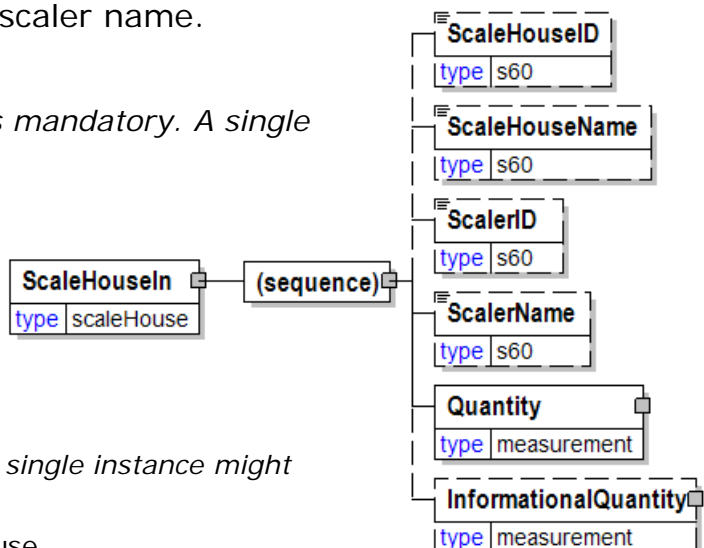 scaler name.
s mandatory. A single
single instance might
use
ScaleHouseIn
type scaleHouse
(sequence)
ScaleHouseID
type s60
ScaleHouseName
type s60
ScalerID
type s60
ScalerName
type s60
Quantity
type measurement
InformationalQuantity
type measurement